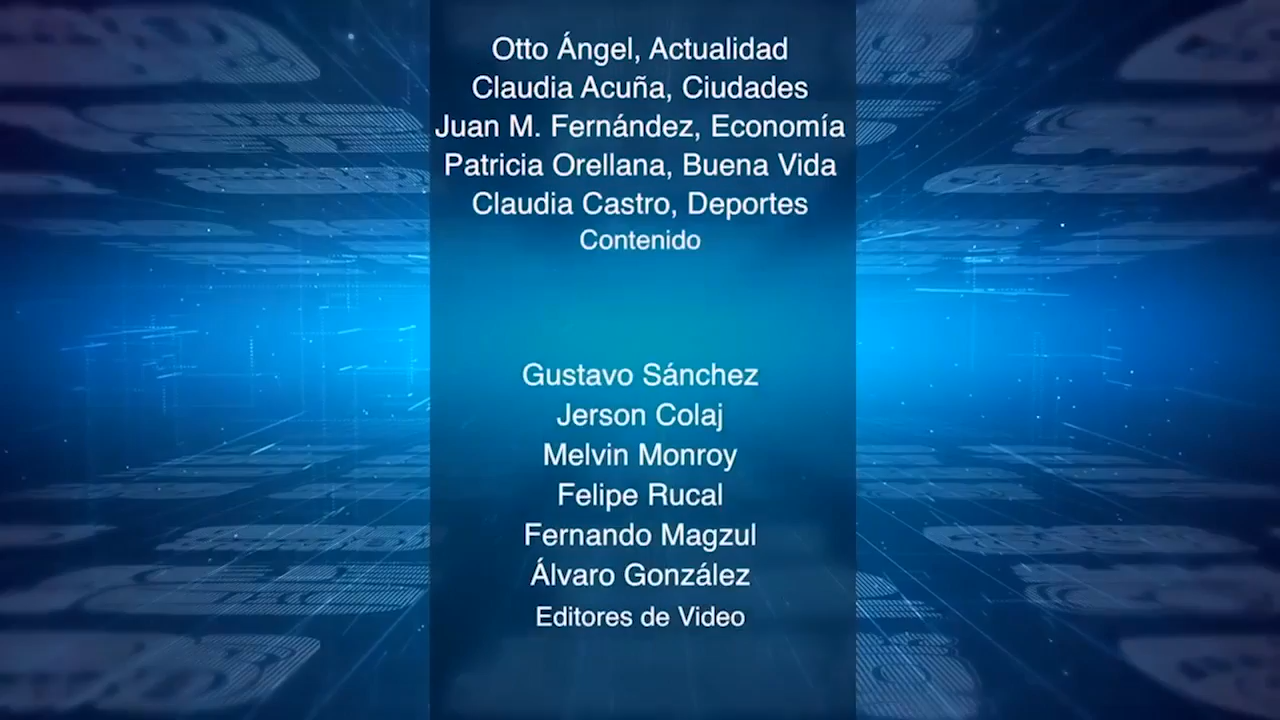 Otto Ángel, Actualidad
Claudia Acuña, Ciudades
Juan M. Fernández, Economía
Patricia Orellana, Buena Vida
Claudia Castro, Deportes
Contenido
Gustavo Sánchez
Jerson Colaj
Melvin Monroy
Felipe Rucal
Fernando Magzul
Álvaro González
Editores de Video